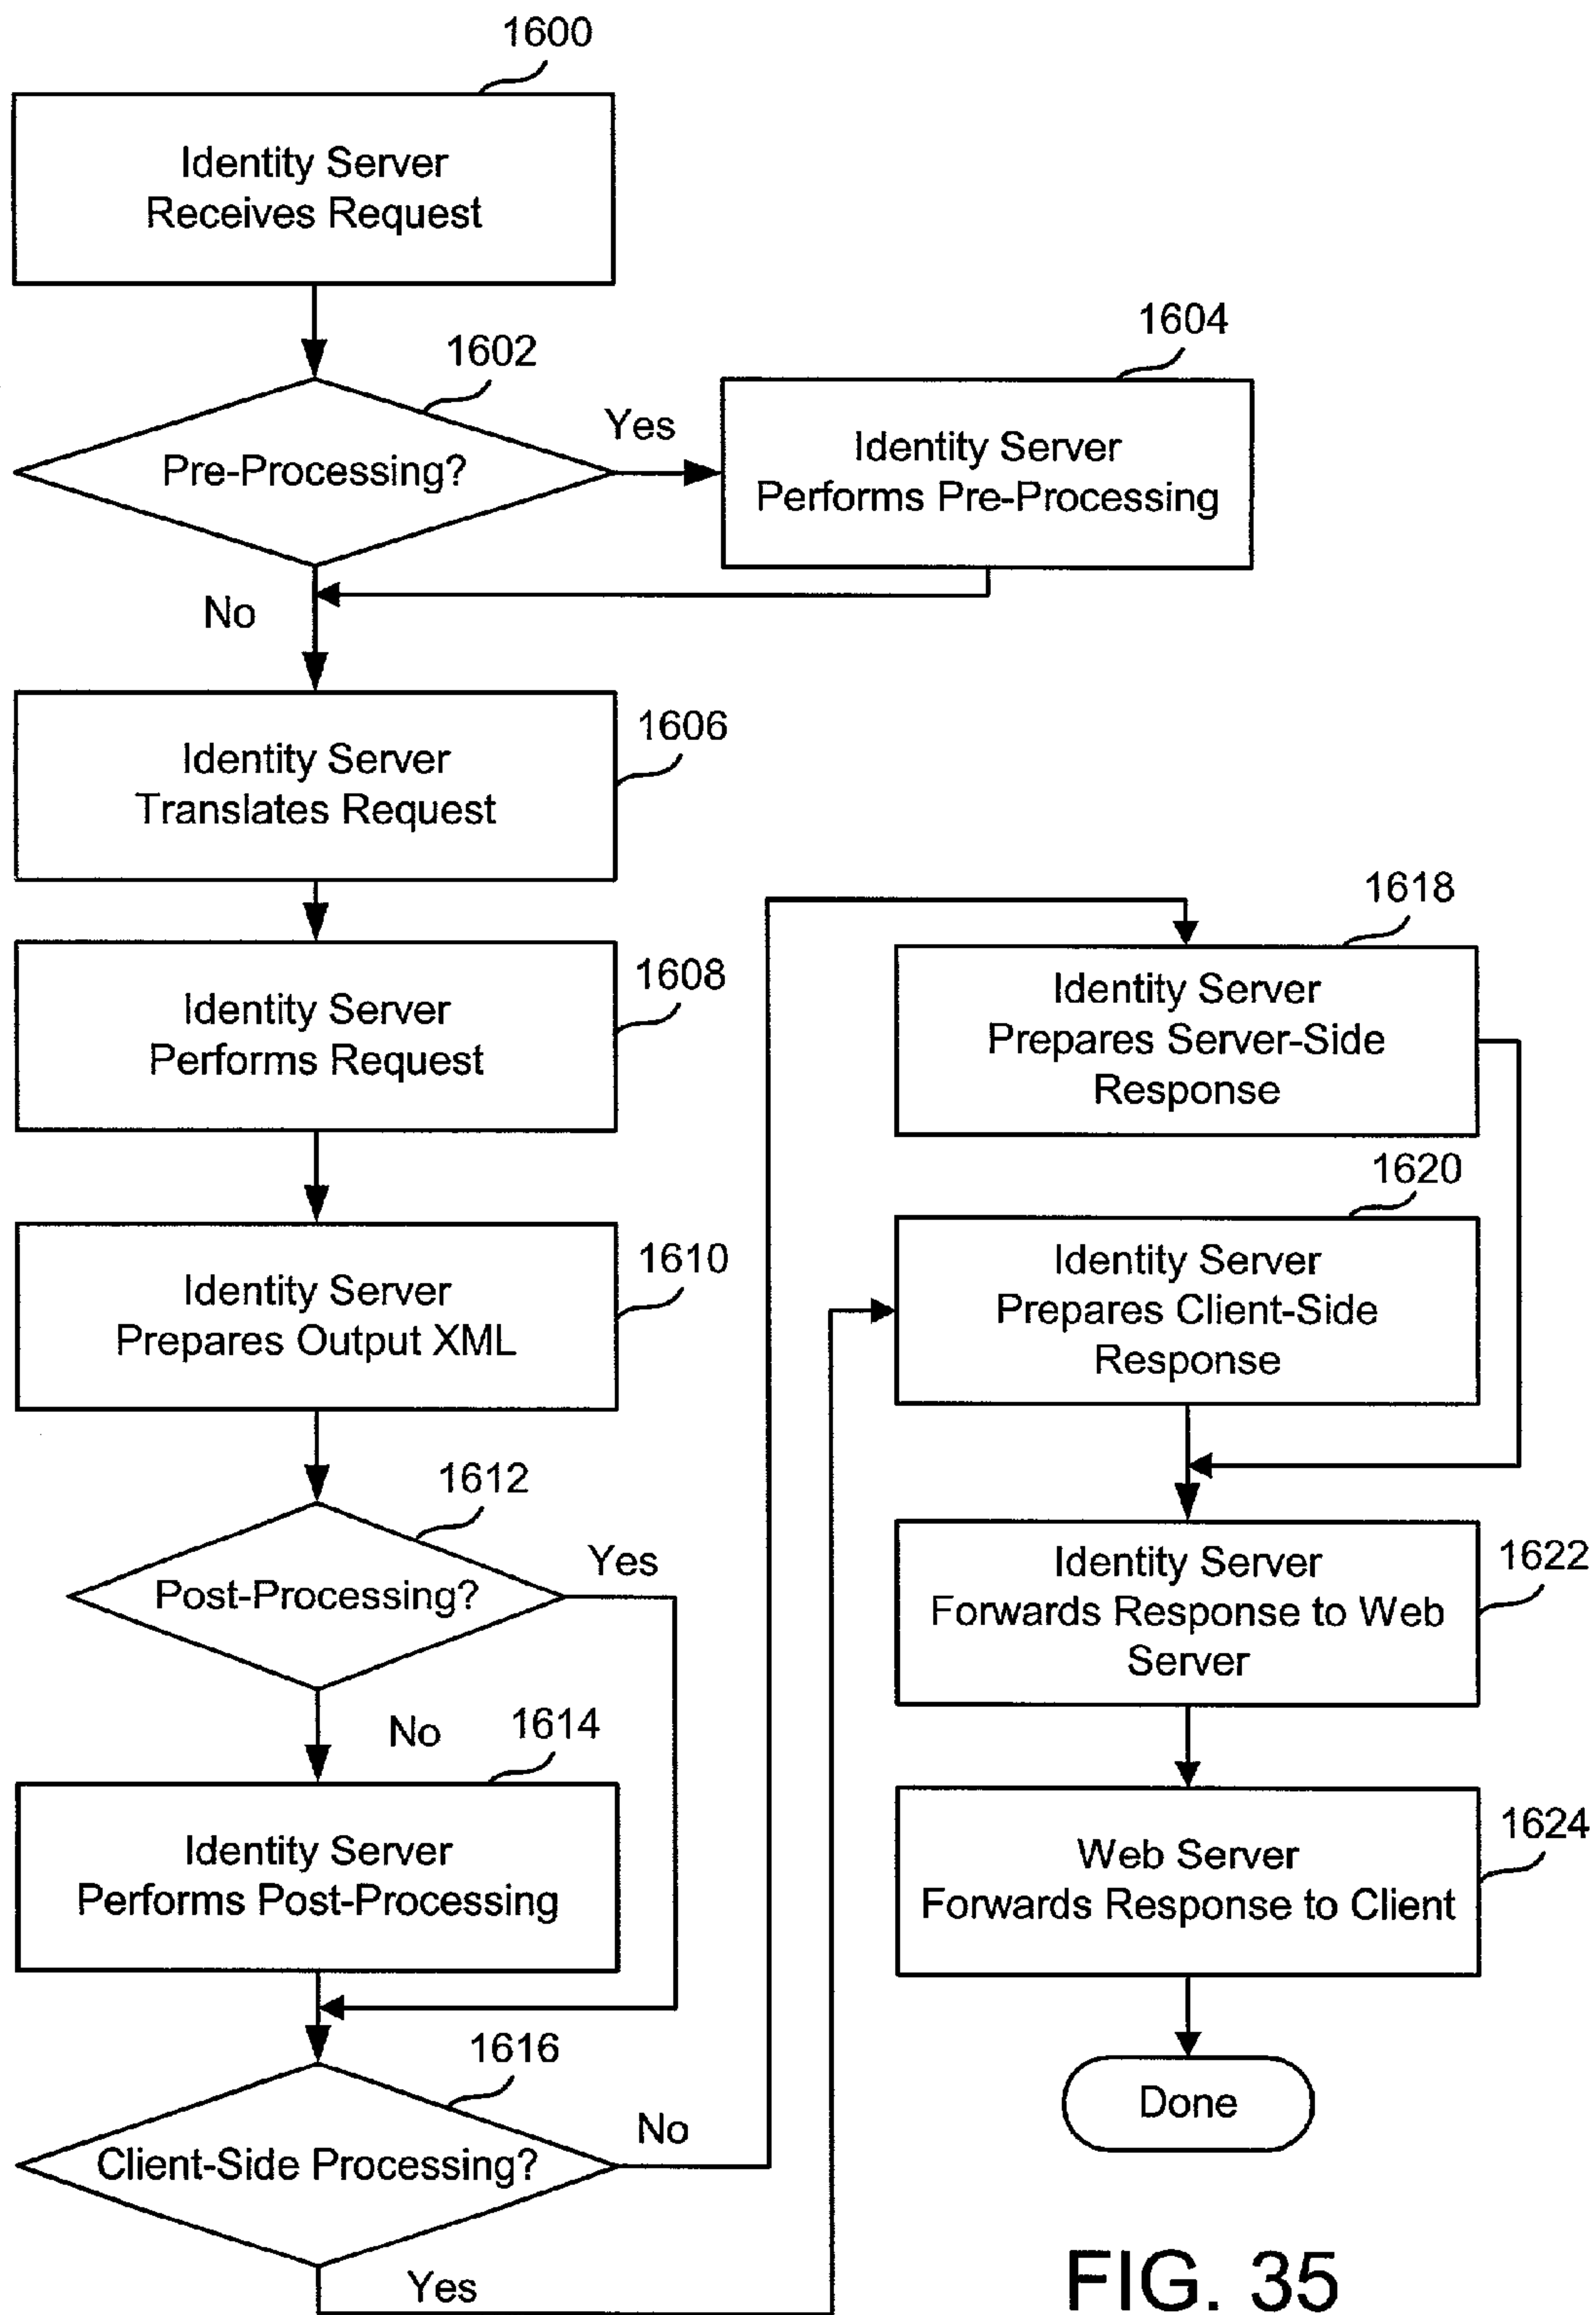 1600
Identity Server
Receives Request
1602
Pre-Processing?
Yes
1604
Identity Server
Performs Pre-Processing
No
1606
Identity Server
Translates Request
1608
Identity Server
Performs Request
1610
Identity Server
Prepares Output XML
1612
Post-Processing?
Yes
No
1614
Identity Server
Performs Post-Processing
1616
Client-Side Processing?
No
Yes
1618
Identity Server
Prepares Server-Side
Response
1620
Identity Server
Prepares Client-Side
Response
1622
Identity Server
Forwards Response to Web
Server
1624
Web Server
Forwards Response to Client
Done
FIG. 35